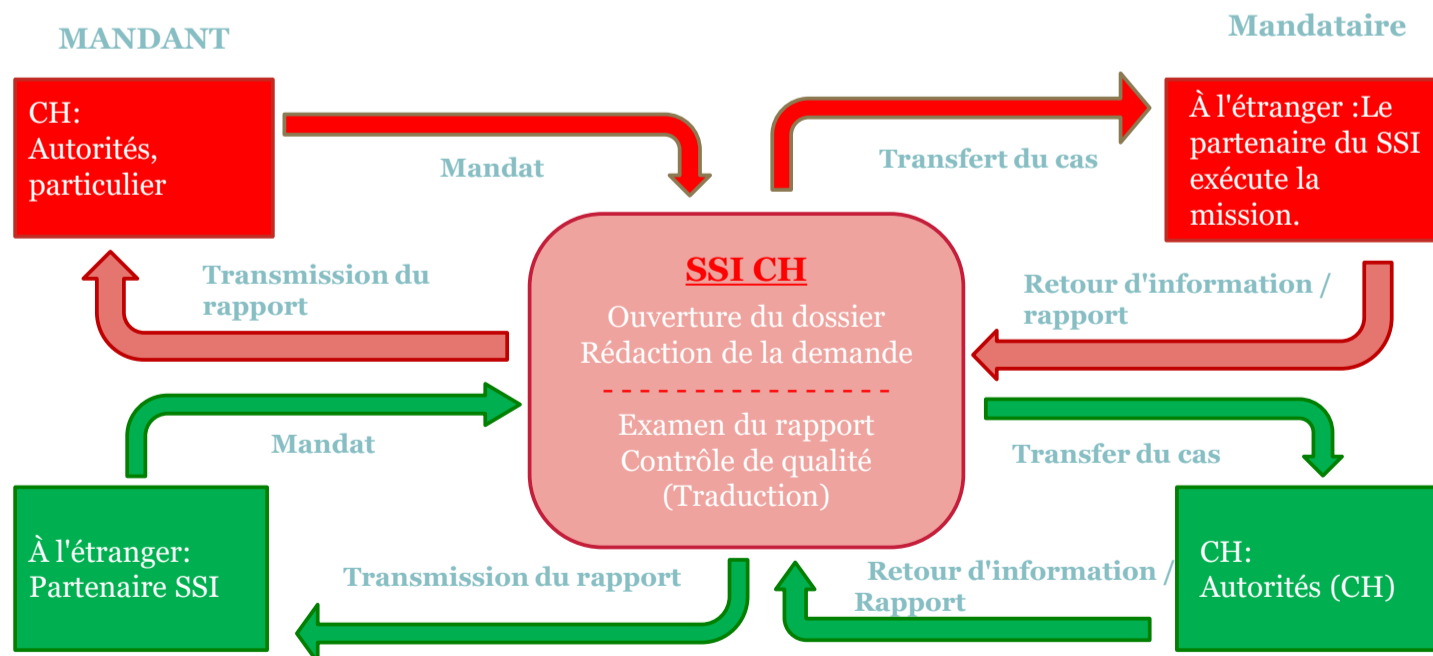 MANDANT
Mandataire
CH:
Autorités,
particulier
Mandat
Transfert du cas
À l'étranger :Le
partenaire du SSI
exécute la
mission.
Transmission du
rapport
SSI CH
Ouverture du dossier
Rédaction de la demande
Examen du rapport
Contrôle de qualité
(Traduction)
Retour d'information /
rapport
Mandat
Transfer du cas
À l'étranger:
Partenaire SSI
Transmission du rapport
Retour d'information /
Rapport
CH:
Autorités (CH)